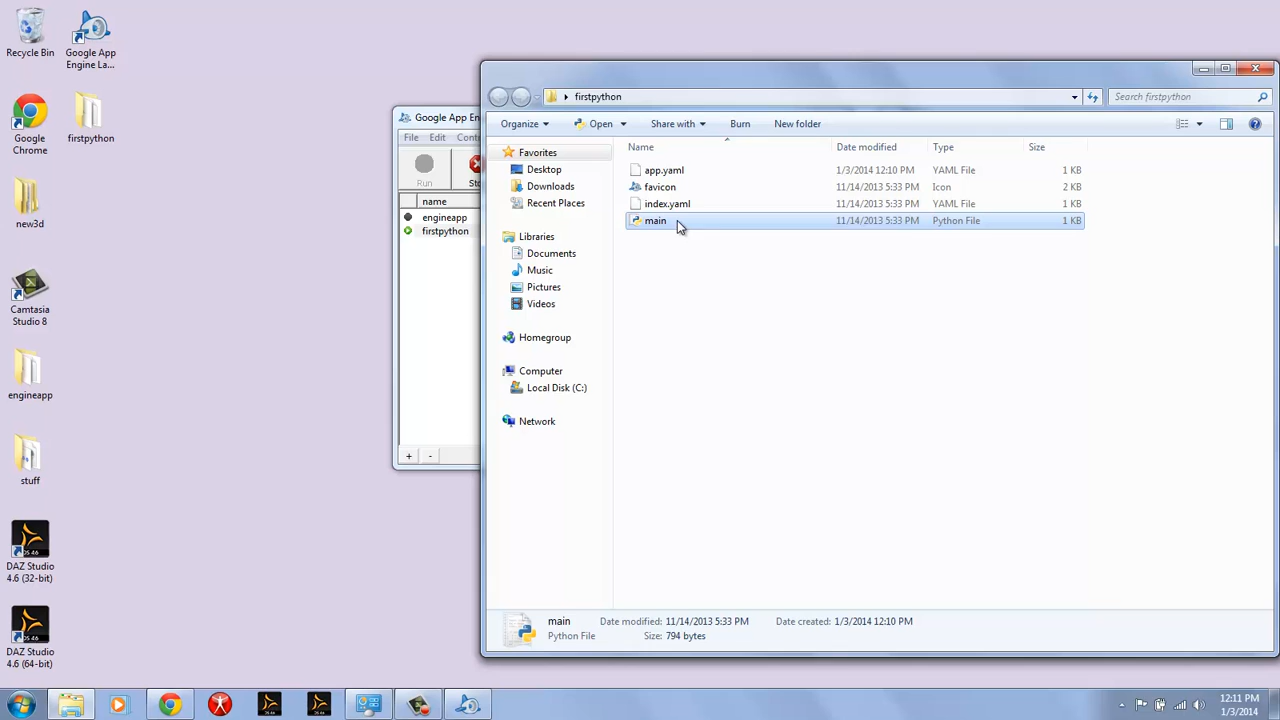 Recycle Bin
Google App
Engine La...
Google
Chrome
firstpython
new3d
Camtasia
Studio 8
engineapp
stuff
OS 46
DAZ Studio
4.6 (32-bit)
OS 46
DAZ Studio
4.6 (64-bit)
Google App En
File Edit Cont
Run Sto
name
engineapp
firstpython
+ -
firstpython
Search firstpython
Organize Open Share with Burn New folder
Favorites
Desktop
Downloads
Recent Places
Libraries
Documents
Music
Pictures
Videos
Homegroup
Computer
Local Disk (C:)
Network
Name Date modified Type Size
app.yaml 1/3/2014 12:10 PM YAML File 1 KB
favicon 11/14/2013 5:33 PM Icon 2 KB
index.yaml 11/14/2013 5:33 PM YAML File 1 KB
main 11/14/2013 5:33 PM Python File 1 KB
main Date modified: 11/14/2013 5:33 PM Date created: 1/3/2014 12:10 PM
Python File Size: 794 bytes
12:11 PM
1/3/2014